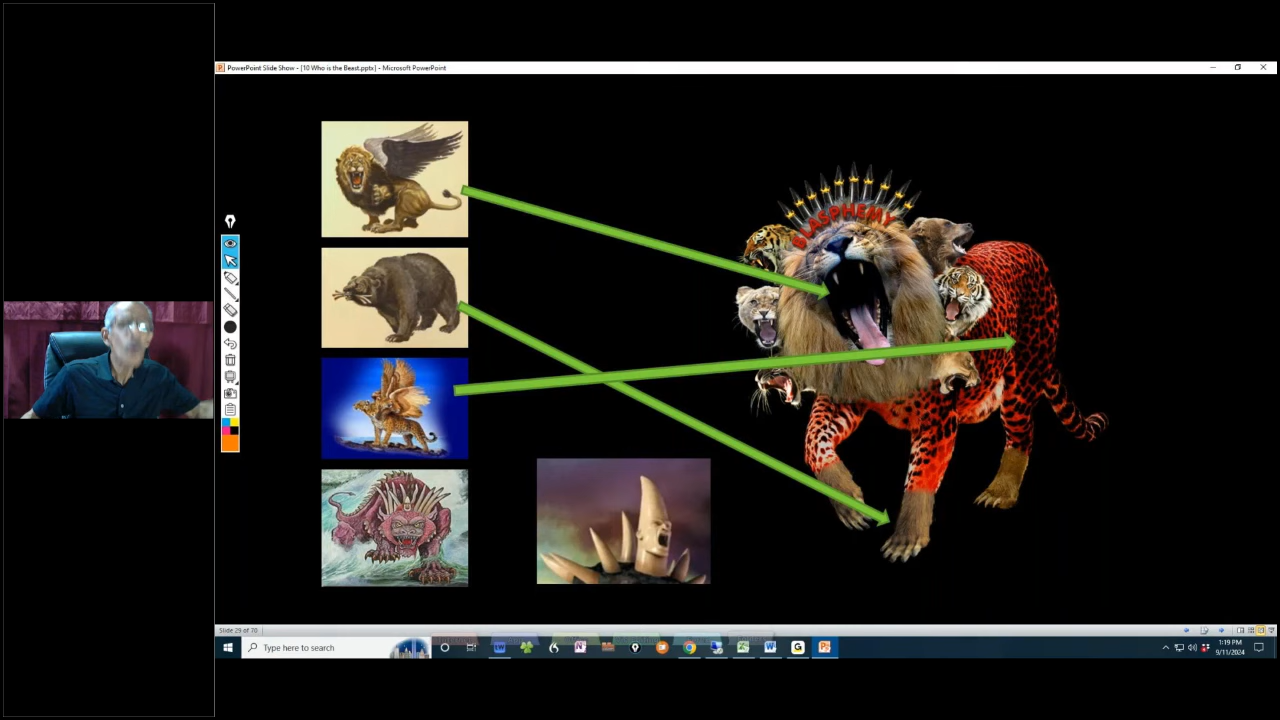 PowerPoint Slide Show - [10 Who is the Beast.pptx] - Microsoft PowerPoint
BLASPHEMY
Slide 29 of 70
Type here to search
1:19 PM
9/11/2024